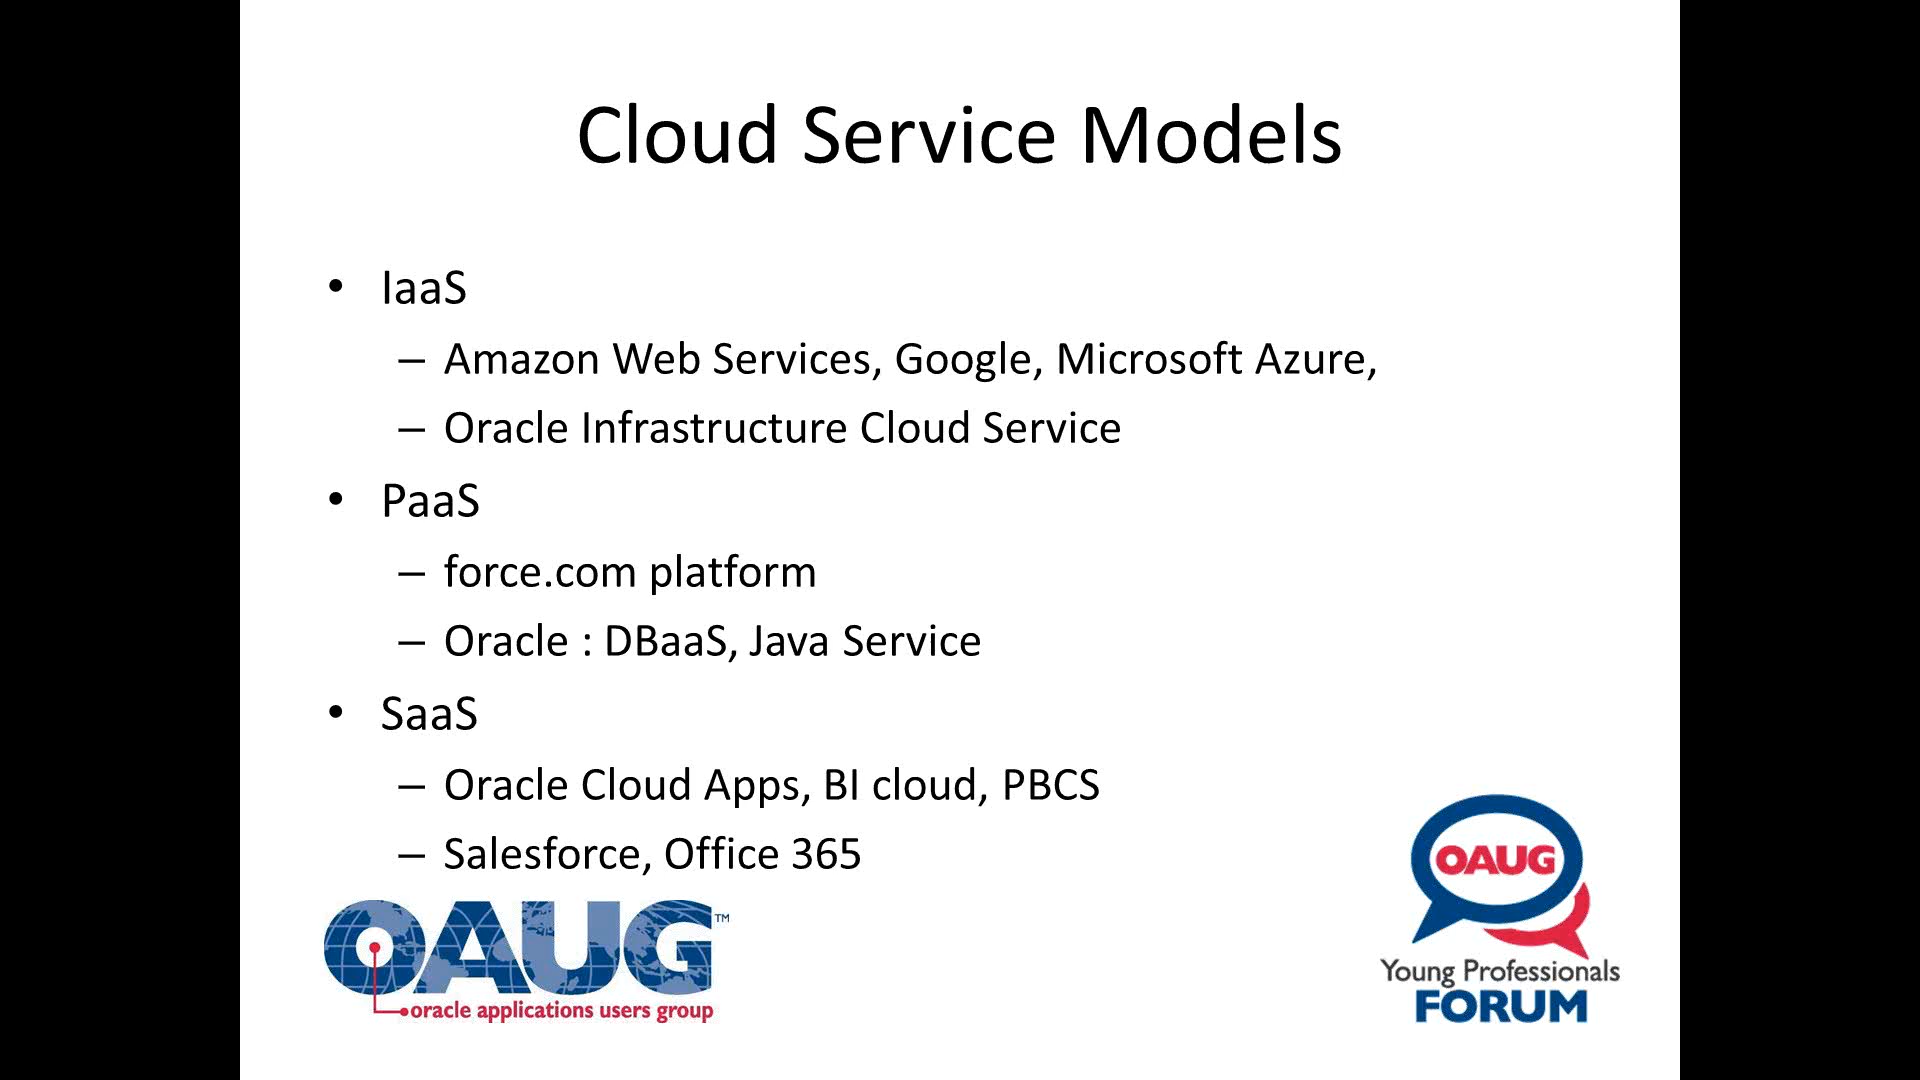 Cloud Service Models
• IaaS
– Amazon Web Services, Google, Microsoft Azure,
– Oracle Infrastructure Cloud Service
• PaaS
– force.com platform
– Oracle : DBaaS, Java Service
• SaaS
– Oracle Cloud Apps, BI cloud, PBCS
– Salesforce, Office 365
OAUG™
oracle applications users group
OAUG
Young Professionals
FORUM